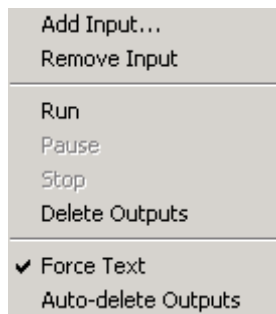 Add Input...
Remove Input
Run
Pause
Stop
Delete Outputs
Force Text
Auto-delete Outputs